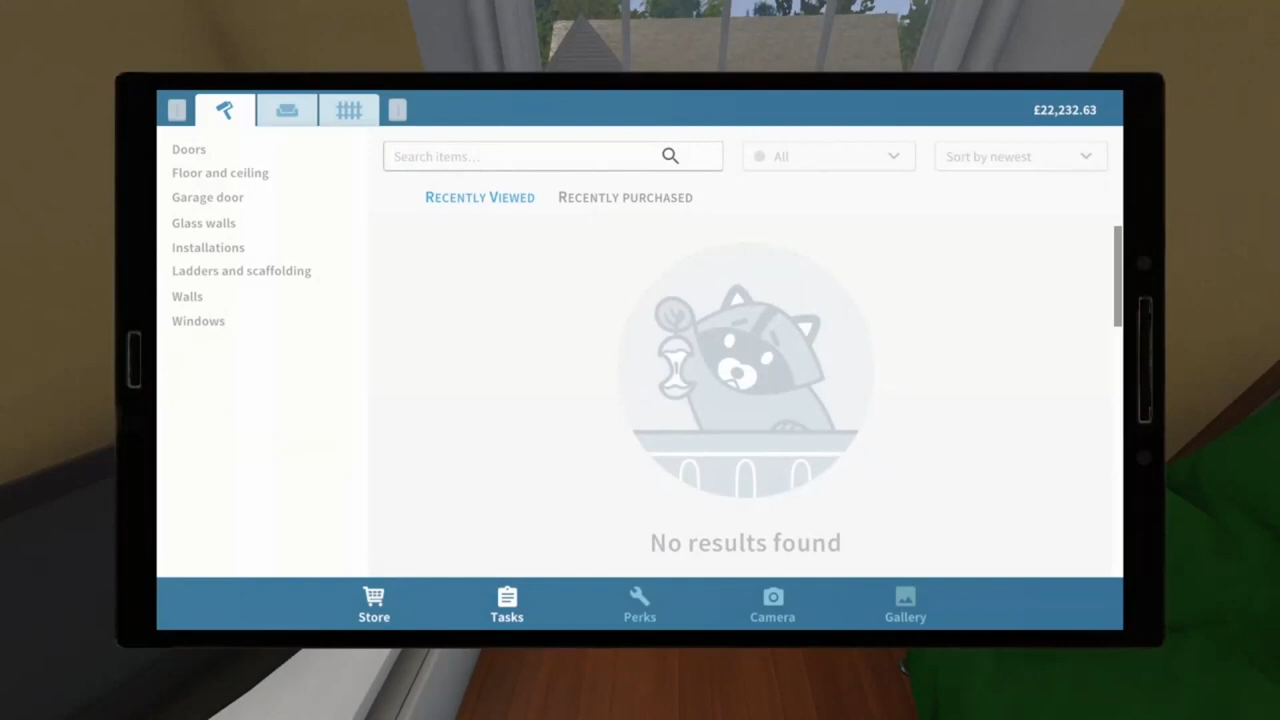 £22,232.63
Doors
Floor and ceiling
Garage door
Glass walls
Installations
Ladders and scaffolding
Walls
Windows
Search items...
All
Sort by newest
RECENTLY VIEWED
RECENTLY PURCHASED
No results found
Store
Tasks
Perks
Camera
Gallery